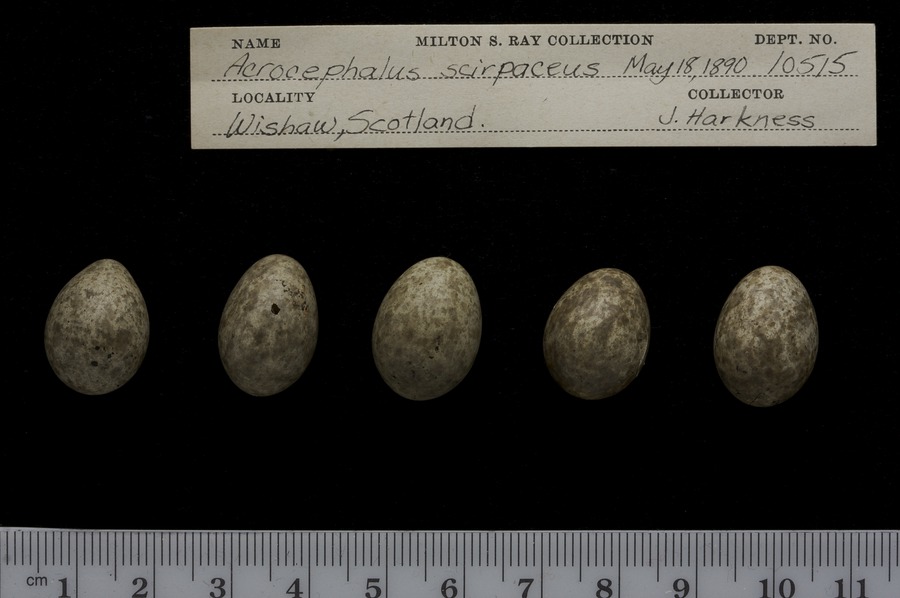 NAME MILTON S. RAY COLLECTION DEPT. NO.
Acrocephalus scirpaceus May 18, 1890 10515
LOCALITY COLLECTOR
Wishaw, Scotland. J. Harkness
cm 1 2 3 4 5 6 7 8 9 10 11